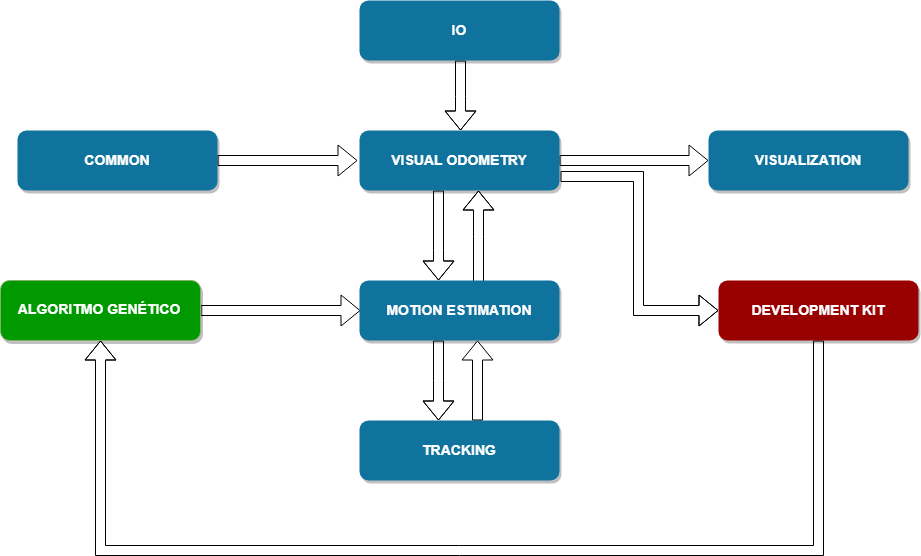 IO
COMMON
VISUAL ODOMETRY
VISUALIZATION
ALGORITMO GENÉTICO
MOTION ESTIMATION
DEVELOPMENT KIT
TRACKING